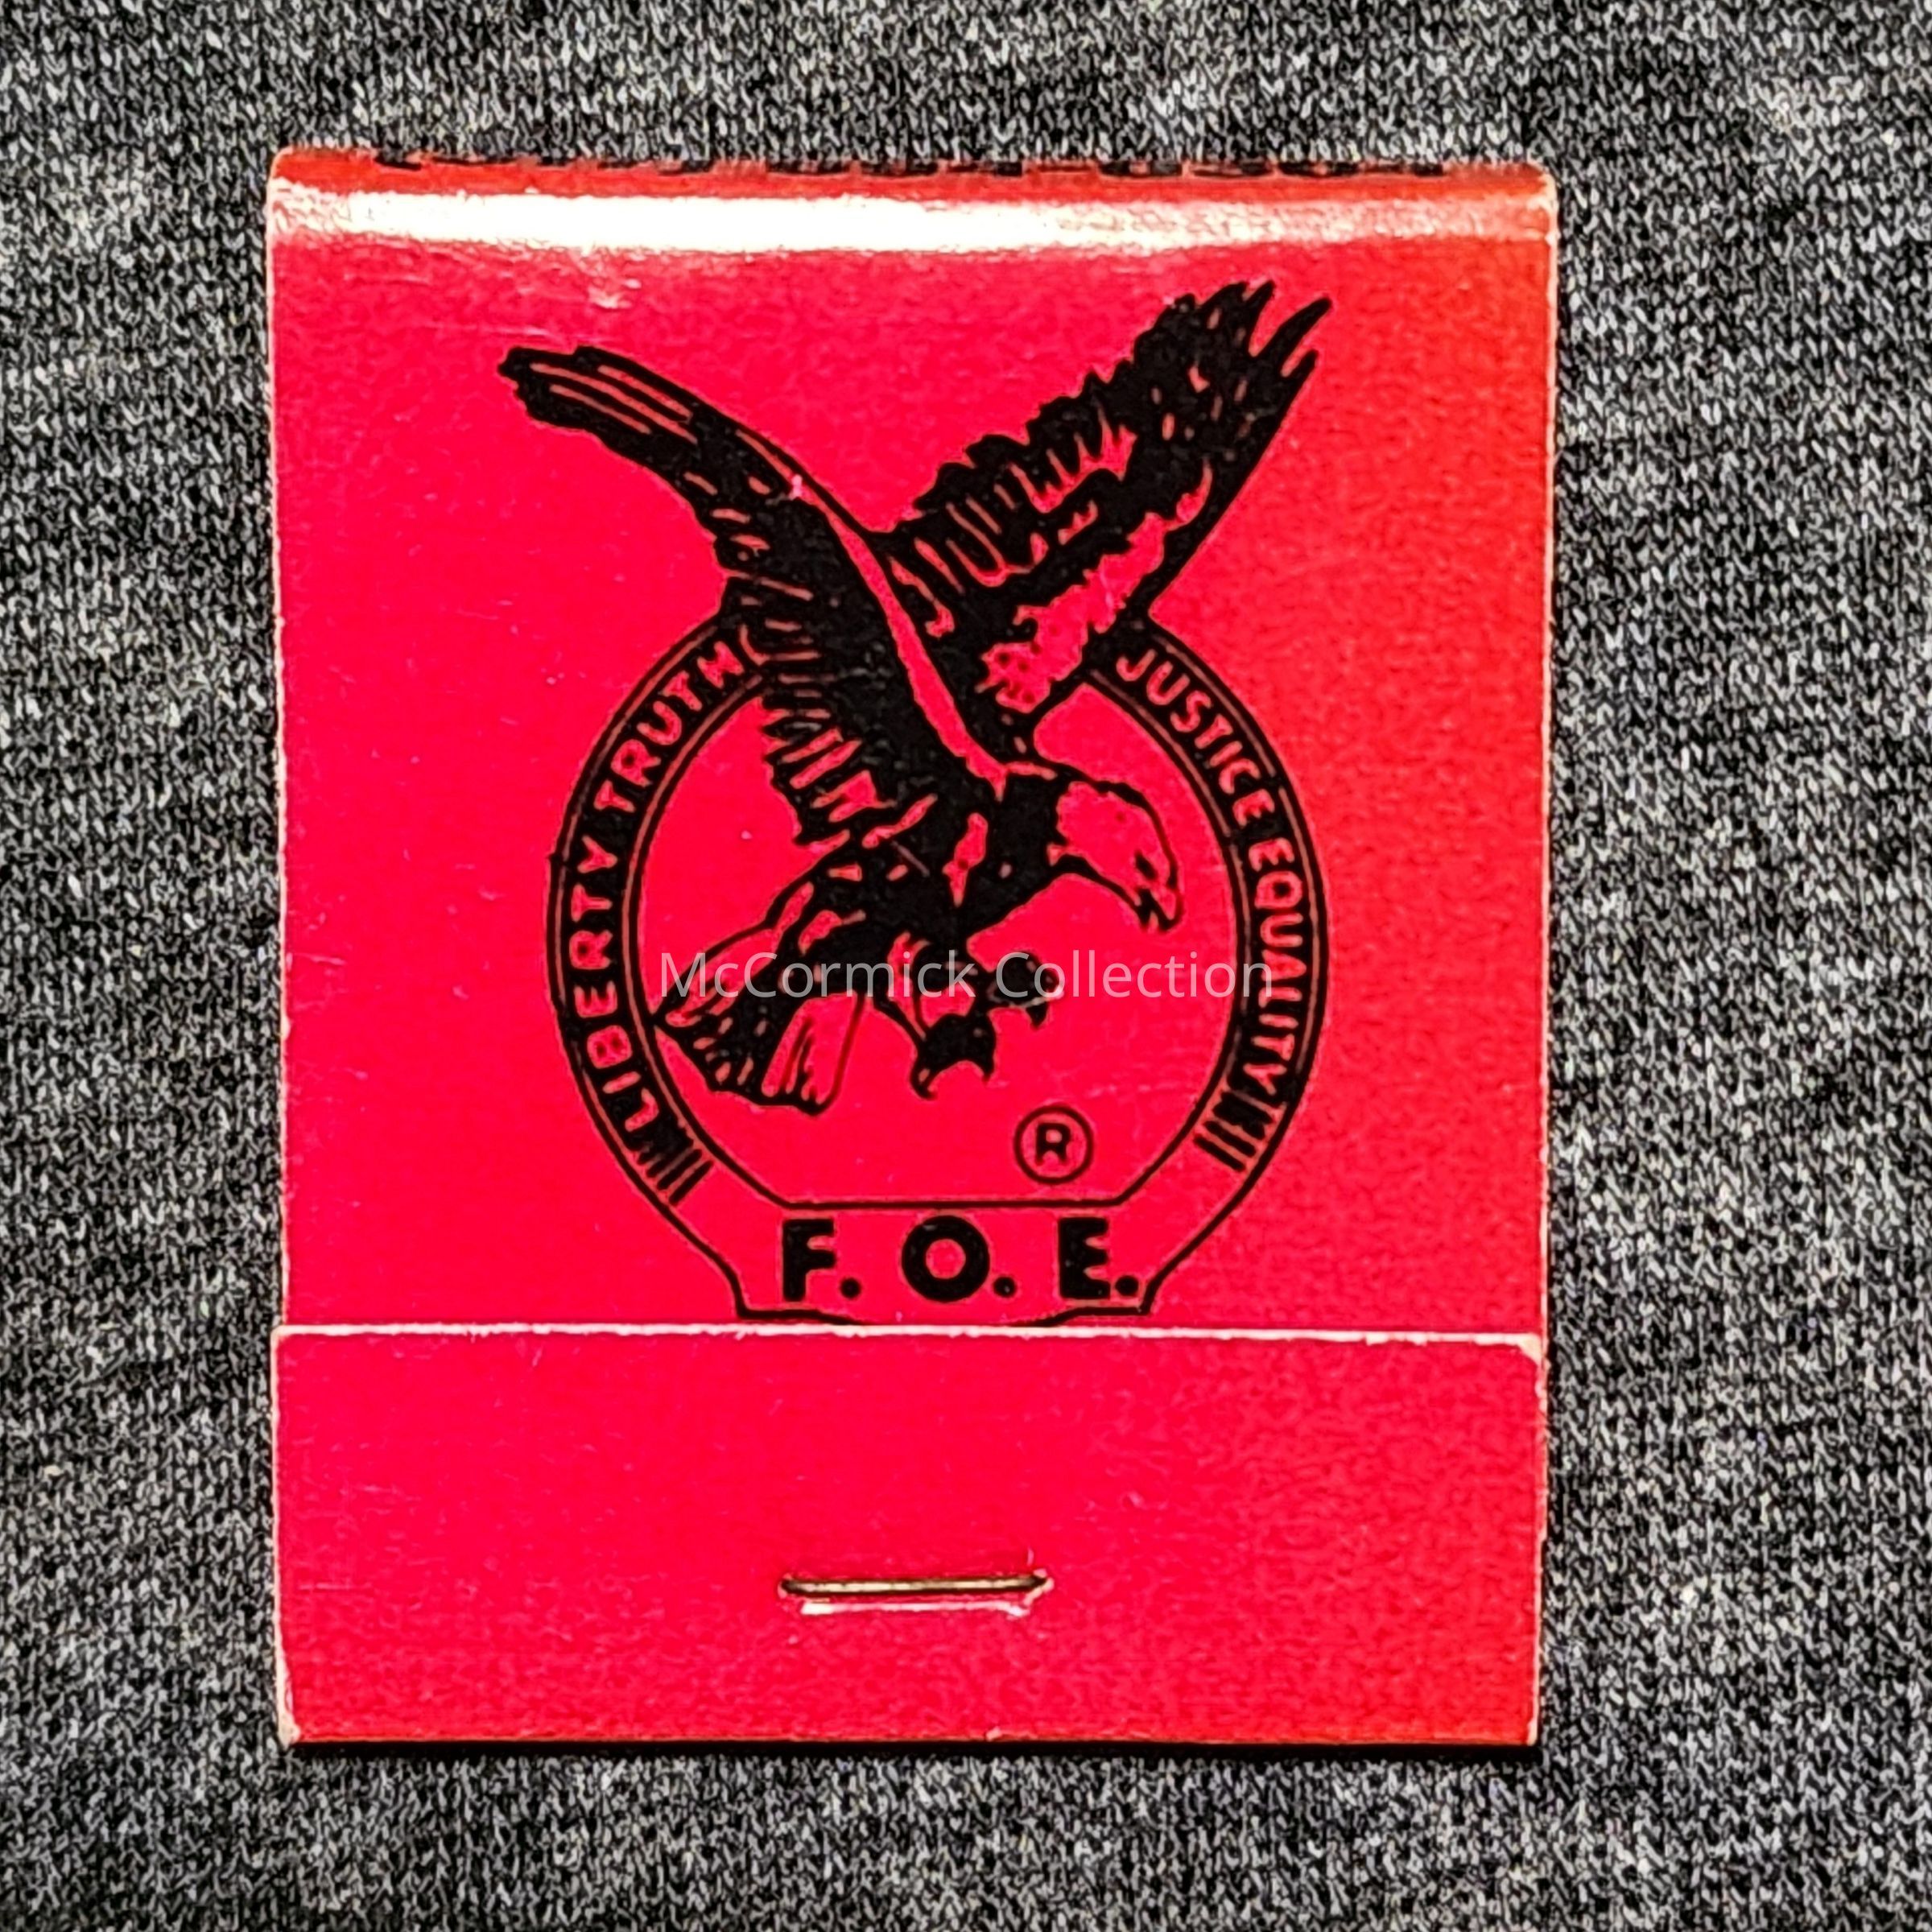 LIBERTY TRUTH
JUSTICE EQUALITY
McCormick Collection
®
F. O. E.